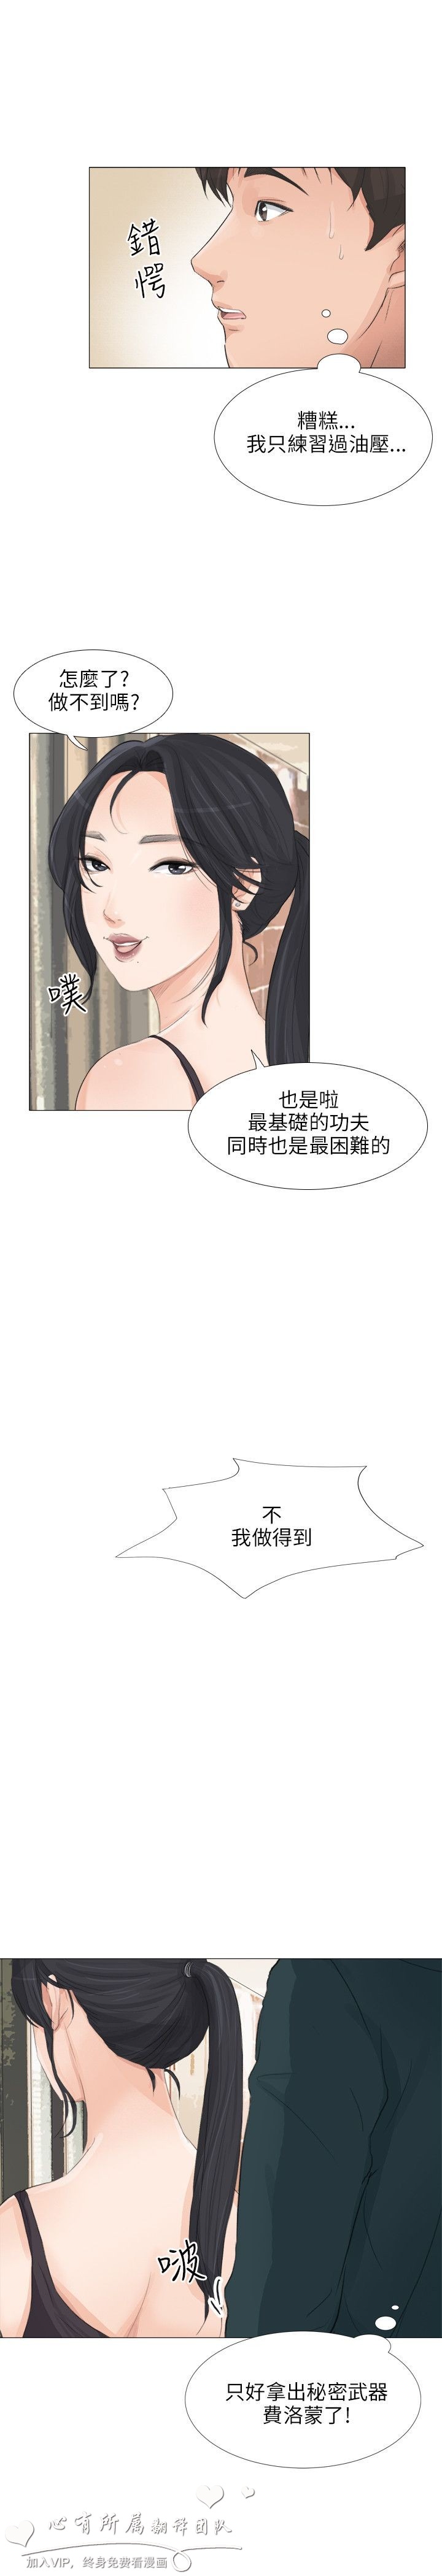 錯
愕
糟糕...
我只練習過油壓...
怎麼了?
做不到嗎?
噗
也是啦
最基礎的功夫
同時也是最困難的
不
我做得到
啵
只好拿出秘密武器
費洛蒙了!
心有所属翻译团队
加入VIP，终身免费看漫画